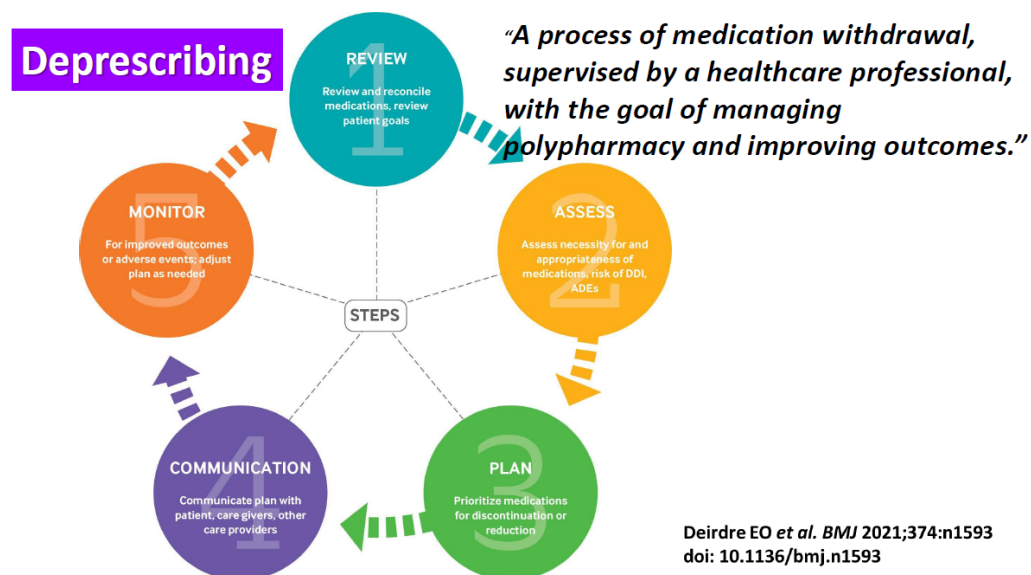 Deprescribing
“A process of medication withdrawal,
supervised by a healthcare professional,
with the goal of managing
polypharmacy and improving outcomes.”
1
REVIEW
Review and reconcile
medications, review
patient goals
2
ASSESS
Assess necessity for and
appropriateness of
medications, risk of DDI,
ADEs
3
PLAN
Prioritize medications
for discontinuation or
reduction
4
COMMUNICATION
Communicate plan with
patient, care givers, other
care providers
5
MONITOR
For improved outcomes
or adverse events; adjust
plan as needed
STEPS
Deirdre EO et al. BMJ 2021;374:n1593
doi: 10.1136/bmj.n1593